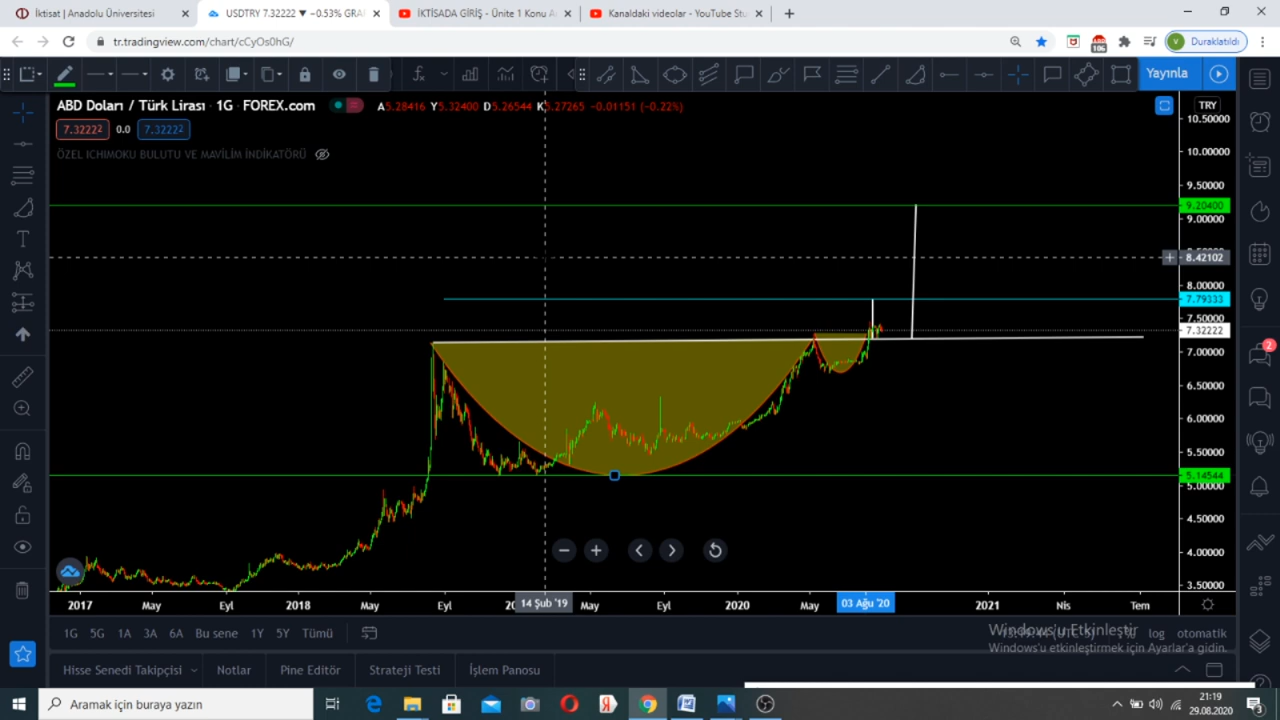 İktisat | Anadolu Üniversitesi
USDTRY 7.32222 ▼ −0.53% GRA
İKTİSADA GİRİŞ - Ünite 1 Konu A
Kanaldaki videolar - YouTube Stu
tr.tradingview.com/chart/cCyOs0hG/
106
V Duraklatıldı
Yayınla
ABD Doları / Türk Lirası · 1G · FOREX.com
A5.28416 Y5.32400 D5.26544 K5.27265 −0.01151 (−0.22%)
TRY
7.32222 0.0 7.32222
ÖZEL ICHIMOKU BULUTU VE MAVİLİM İNDİKATÖRÜ
10.50000
10.00000
9.50000
9.20400
9.00000
8.42102
8.00000
7.79333
7.50000
7.32222
7.00000
2
6.50000
6.00000
5.50000
5.14544
5.00000
4.50000
4.00000
3.50000
2017 May Eyl 2018 May Eyl 14 Şub '19 May Eyl 2020 May 03 Ağu '20 2021 Nis Tem
1G 5G 1A 3A 6A Bu sene 1Y 5Y Tümü
log otomatik
Windows'u Etkinleştir
Windows'u etkinleştirmek için Ayarlar'a gidin.
Hisse Senedi Takipçisi Notlar Pine Editör Strateji Testi İşlem Panosu
Aramak için buraya yazın
21:19
29.08.2020
3